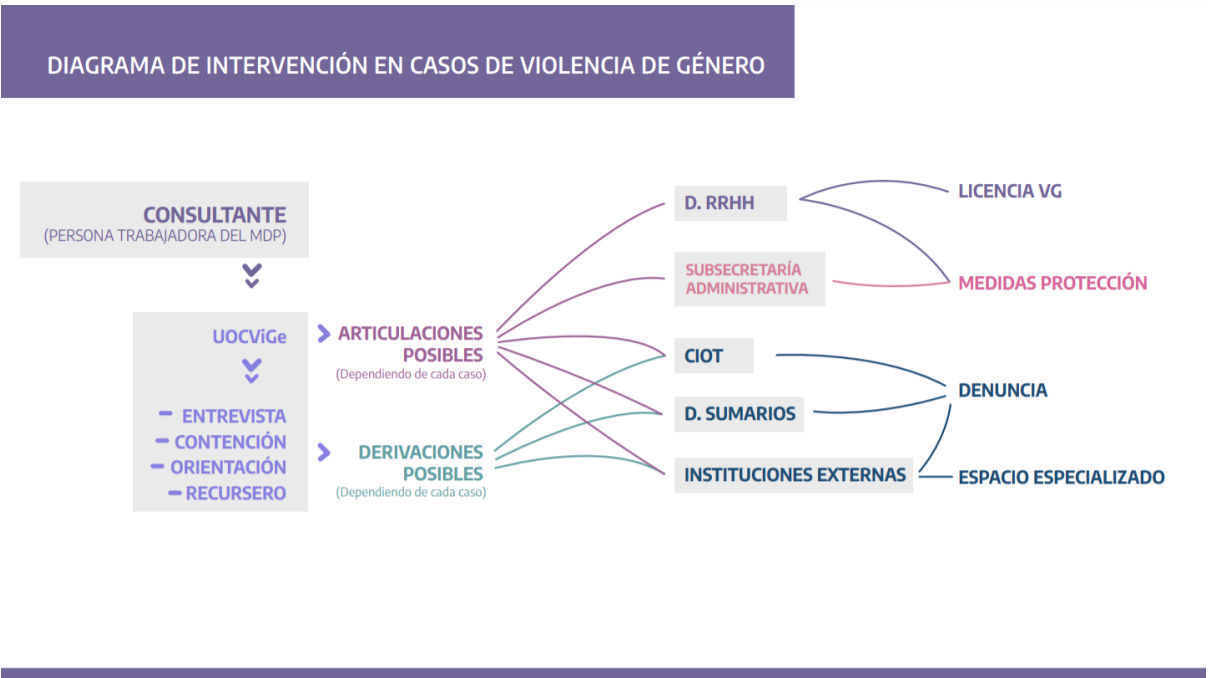 DIAGRAMA DE INTERVENCIÓN EN CASOS DE VIOLENCIA DE GÉNERO
CONSULTANTE
(PERSONA TRABAJADORA DEL MDP)
UOCViGe
– ENTREVISTA
– CONTENCIÓN
– ORIENTACIÓN
– RECURSERO
ARTICULACIONES
POSIBLES
(Dependiendo de cada caso)
DERIVACIONES
POSIBLES
(Dependiendo de cada caso)
D. RRHH
SUBSECRETARÍA
ADMINISTRATIVA
CIOT
D. SUMARIOS
INSTITUCIONES EXTERNAS
LICENCIA VG
MEDIDAS PROTECCIÓN
DENUNCIA
ESPACIO ESPECIALIZADO